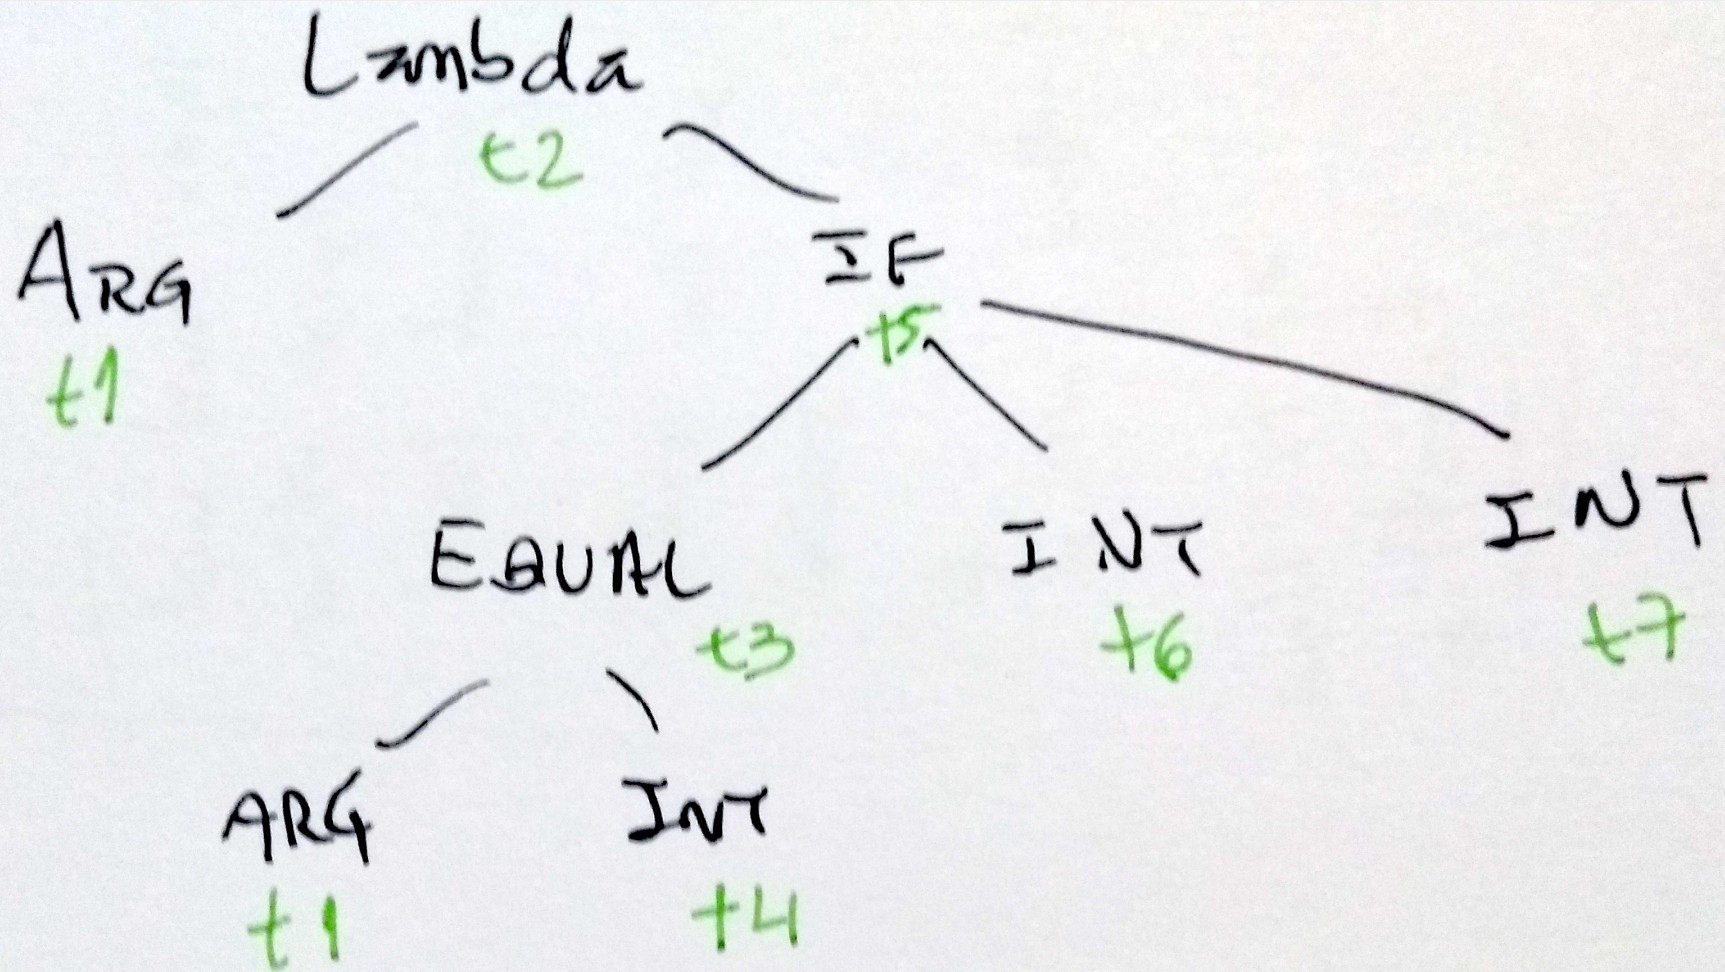 Lambda
t2
ARG
t1
IF
t5
EQUAL
t3
INT
t6
INT
t7
ARG
t1
INT
t4